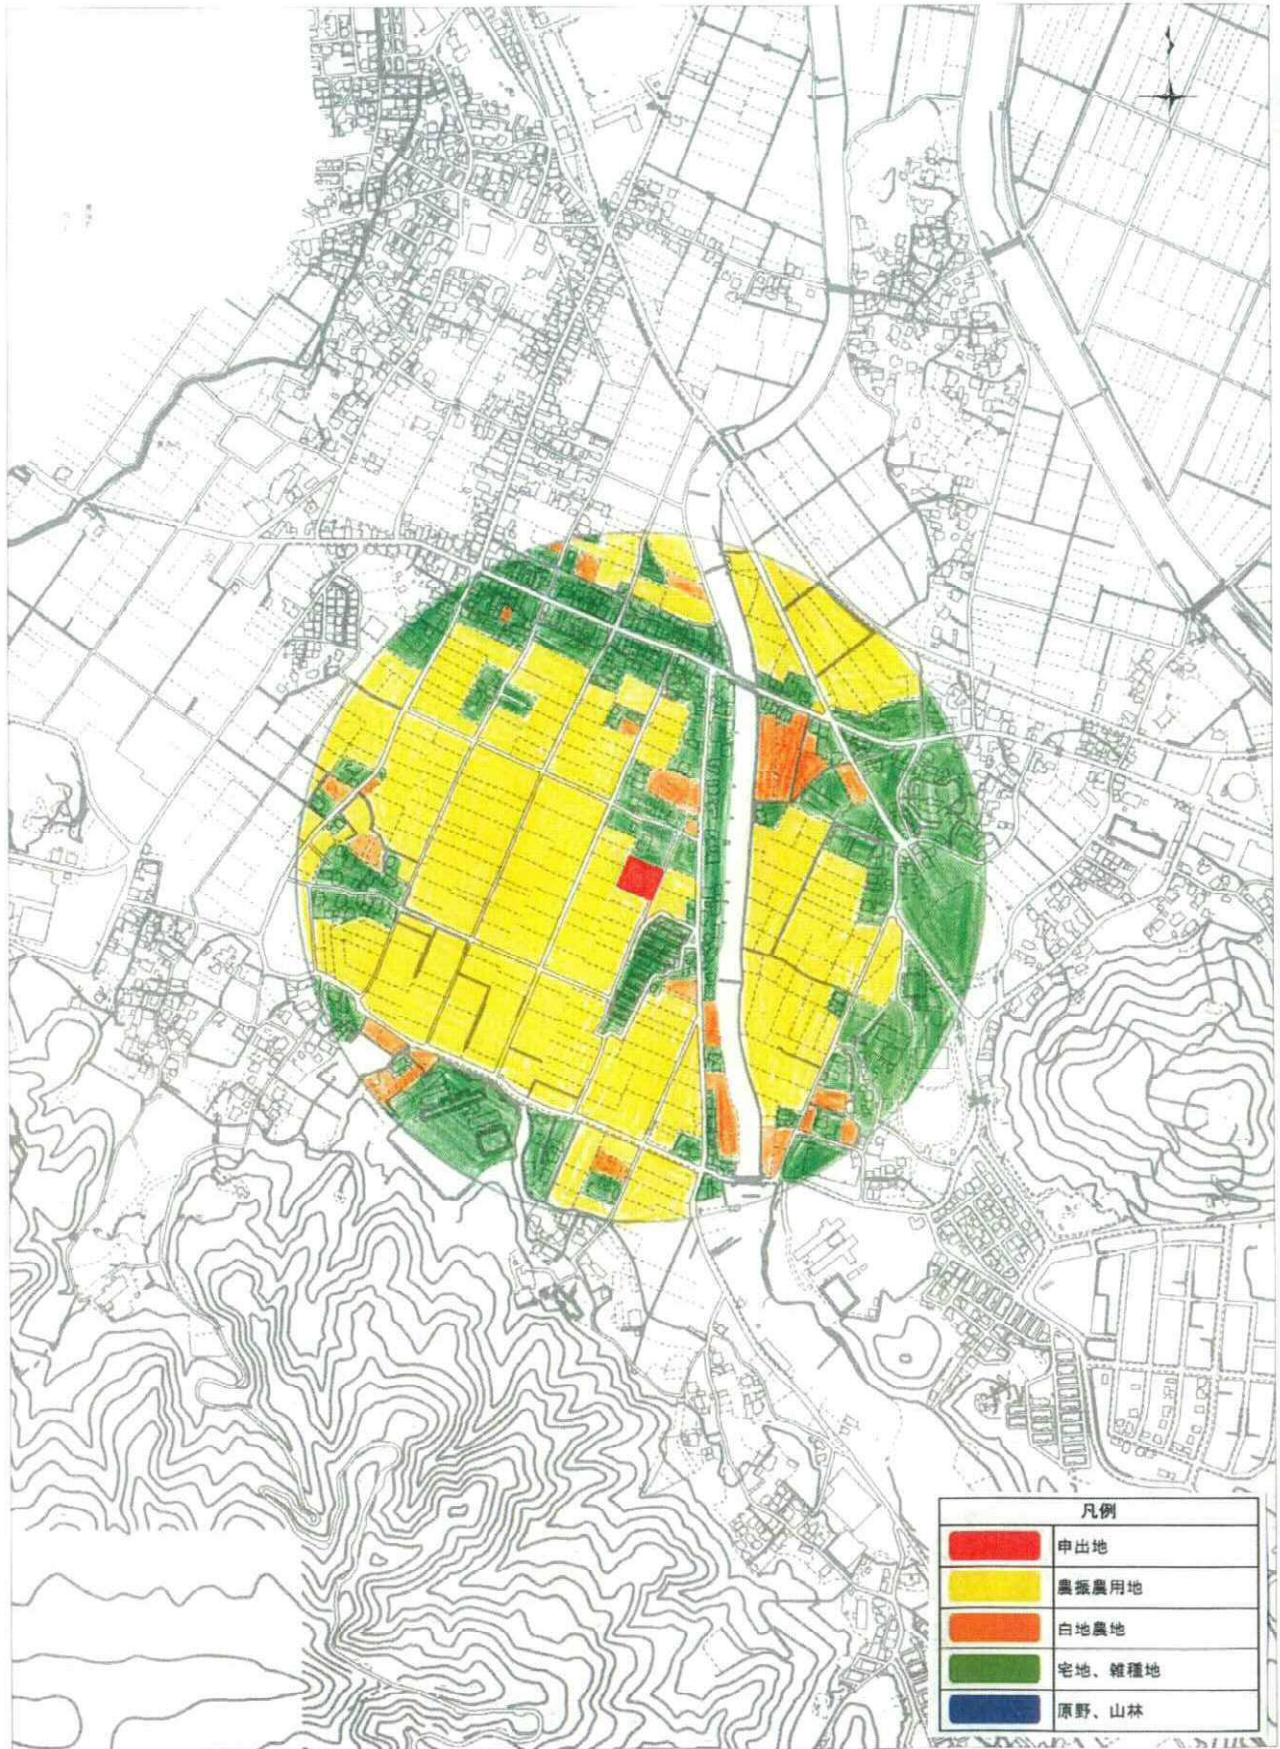 凡例
申出地
農振農用地
白地農地
宅地、雑種地
原野、山林